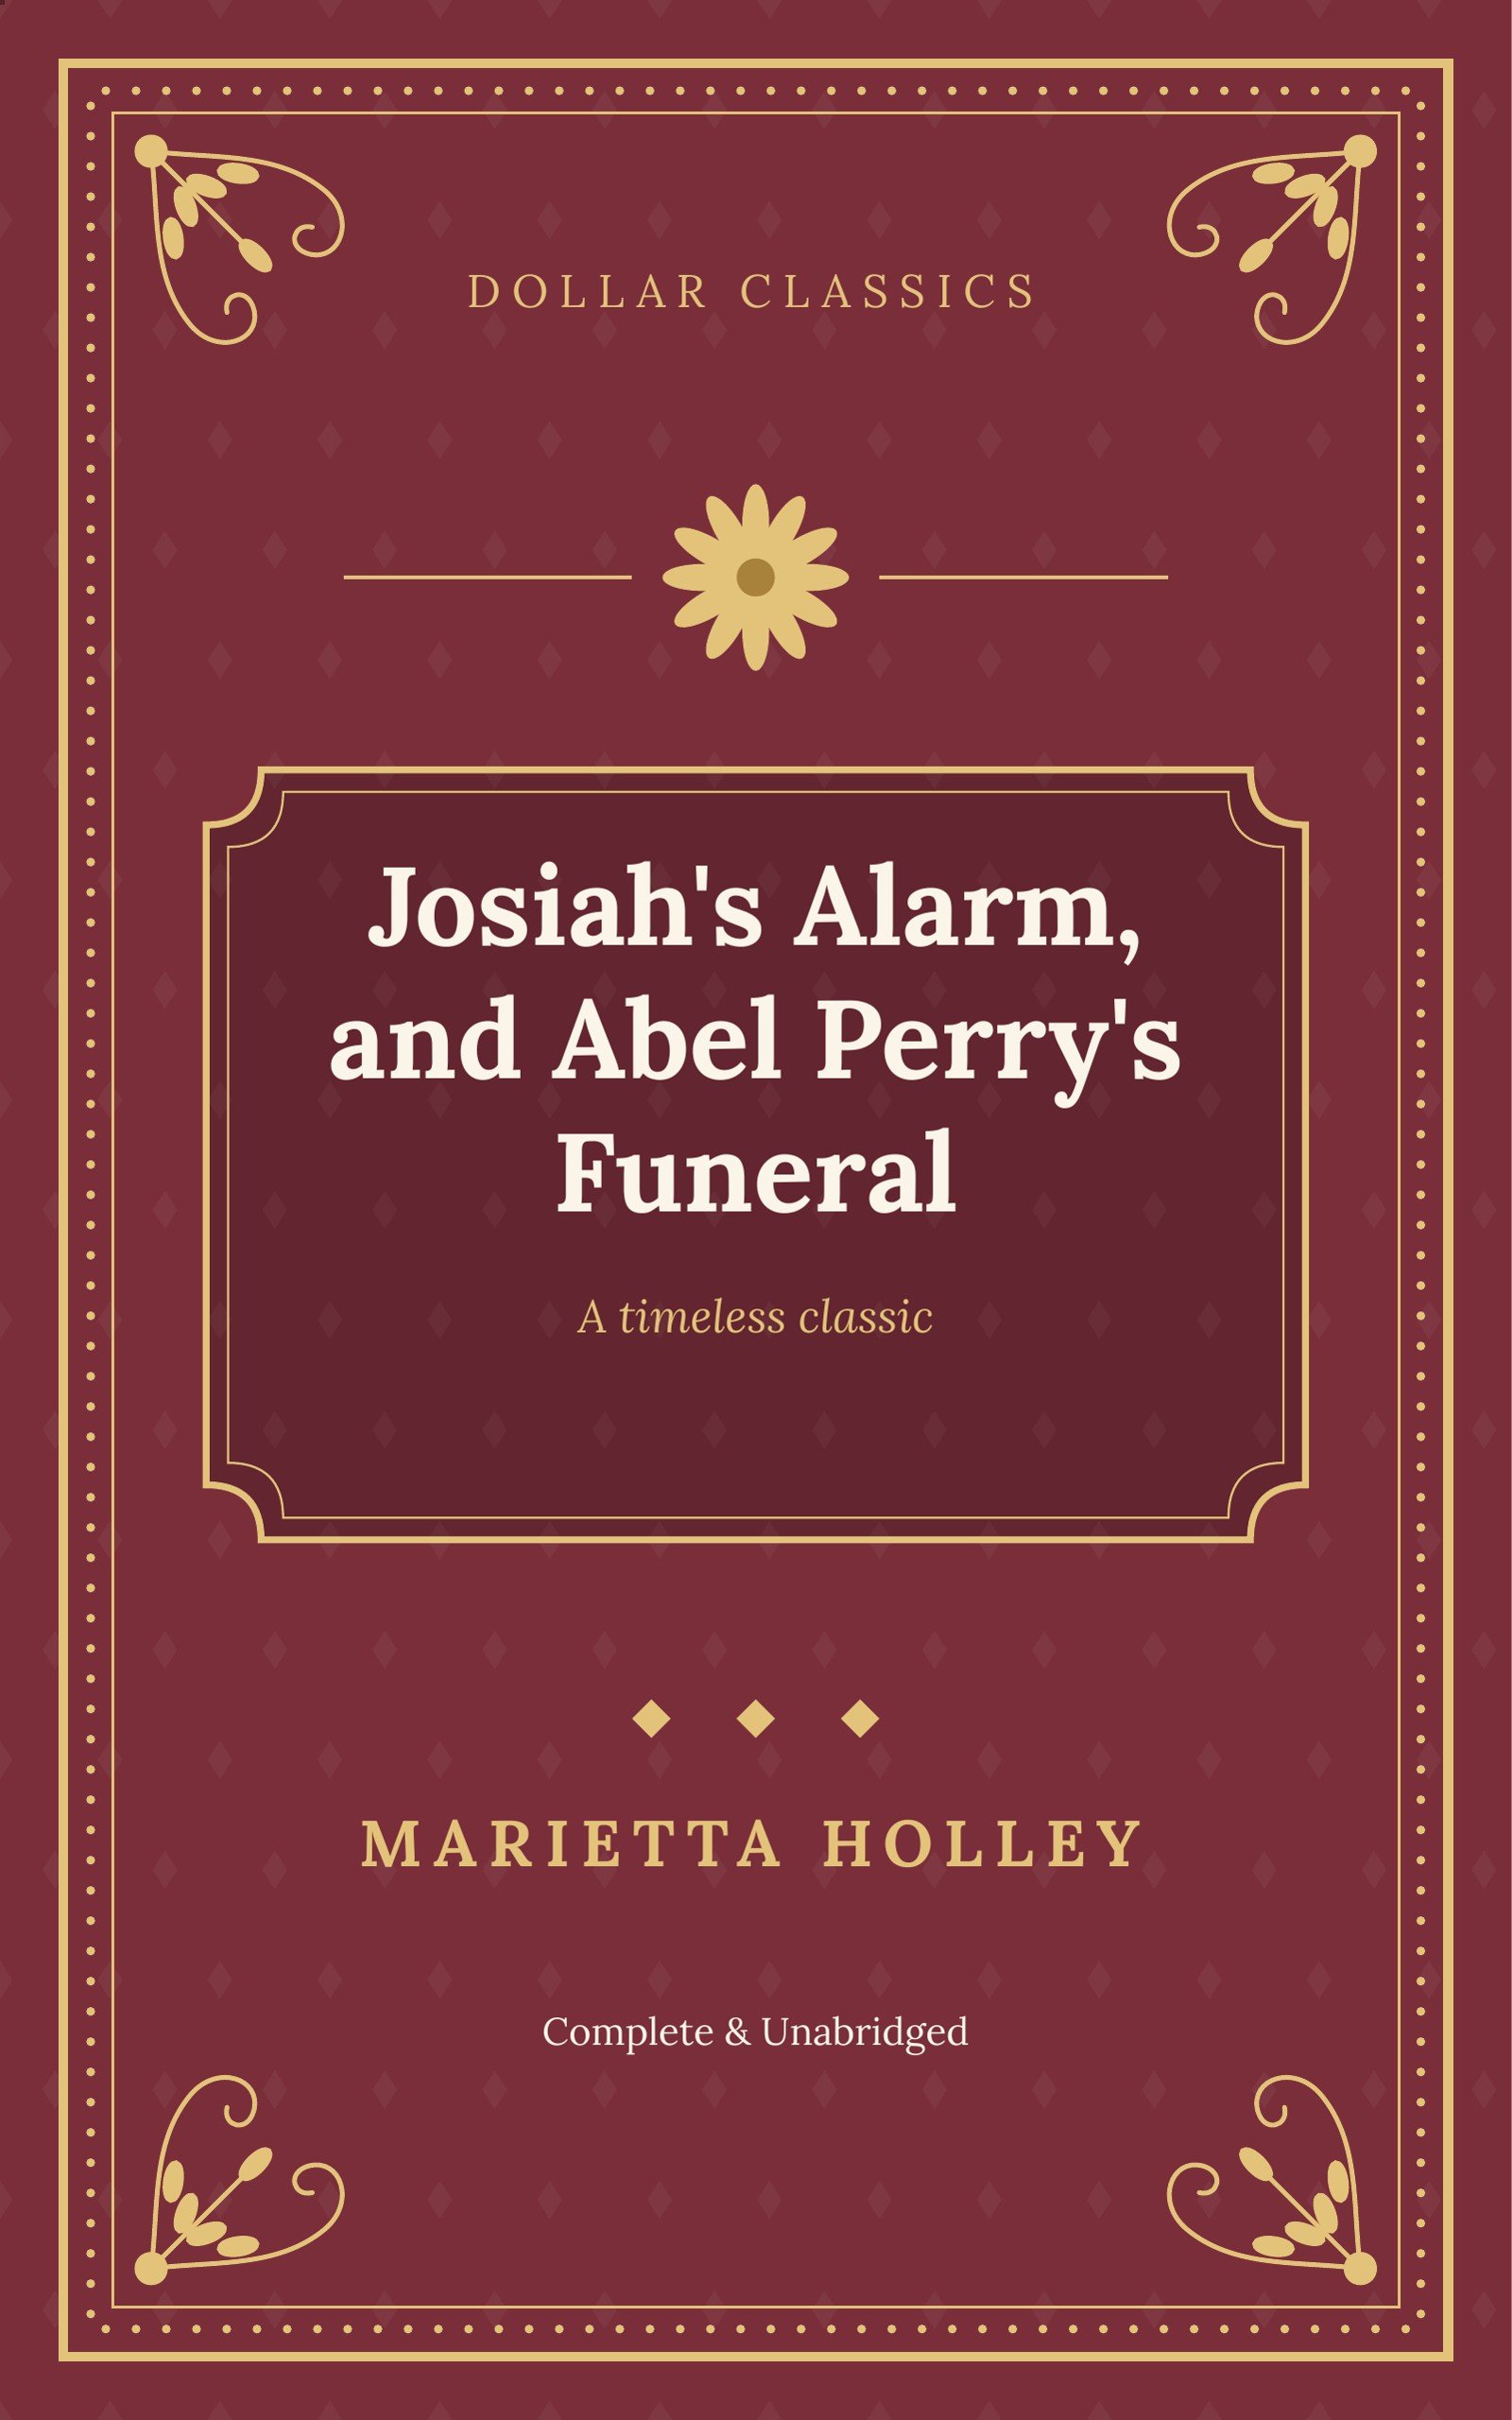 DOLLAR CLASSICS
Josiah's Alarm,
and Abel Perry's
Funeral
A timeless classic
MARIETTA HOLLEY
Complete & Unabridged